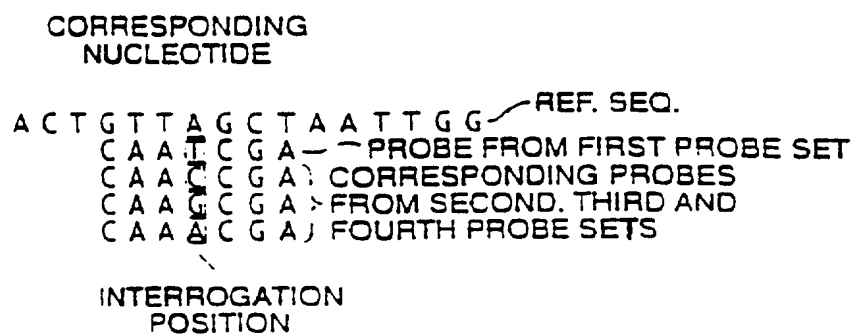 CORRESPONDING
NUCLEOTIDE
A C T G T T A G C T A A T T G G REF. SEQ.
C A A T C G A PROBE FROM FIRST PROBE SET
C A A C C G A CORRESPONDING PROBES
C A A G C G A FROM SECOND, THIRD AND
C A A A C G A FOURTH PROBE SETS
INTERROGATION
POSITION